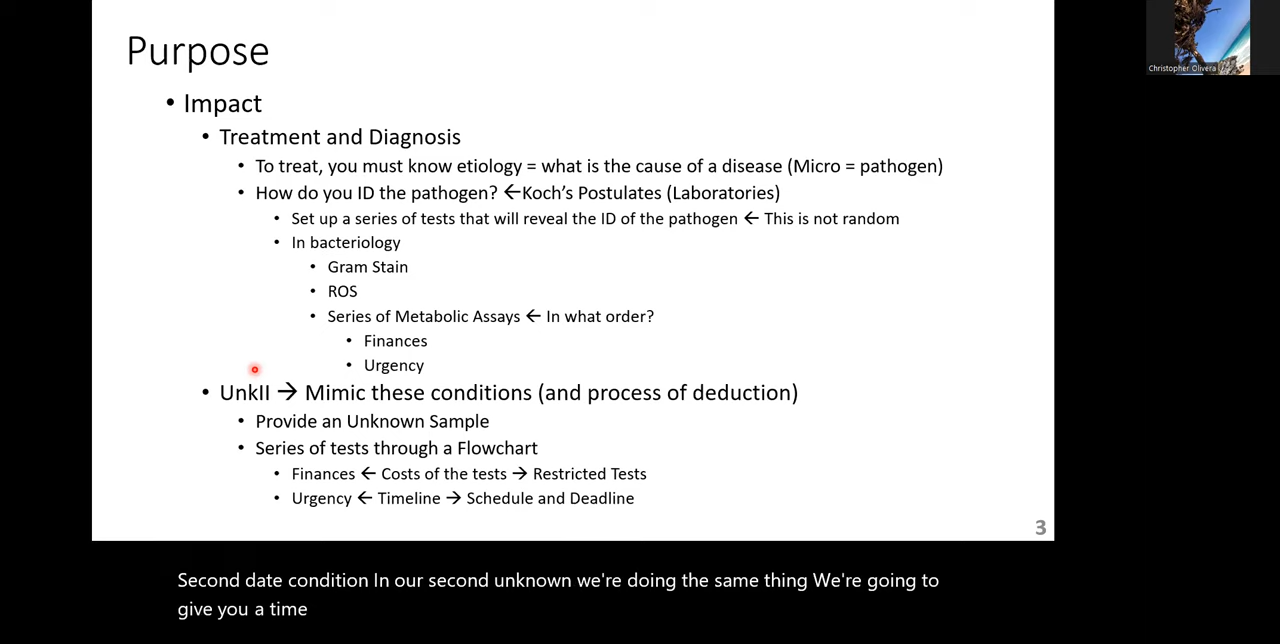 Purpose
• Impact
• Treatment and Diagnosis
• To treat, you must know etiology = what is the cause of a disease (Micro = pathogen)
• How do you ID the pathogen? ←Koch's Postulates (Laboratories)
• Set up a series of tests that will reveal the ID of the pathogen ← This is not random
• In bacteriology
• Gram Stain
• ROS
• Series of Metabolic Assays ← In what order?
• Finances
• Urgency
• UnkII → Mimic these conditions (and process of deduction)
• Provide an Unknown Sample
• Series of tests through a Flowchart
• Finances ← Costs of the tests → Restricted Tests
• Urgency ← Timeline → Schedule and Deadline
3
Christopher Olivera
Second date condition In our second unknown we're doing the same thing We're going to
give you a time